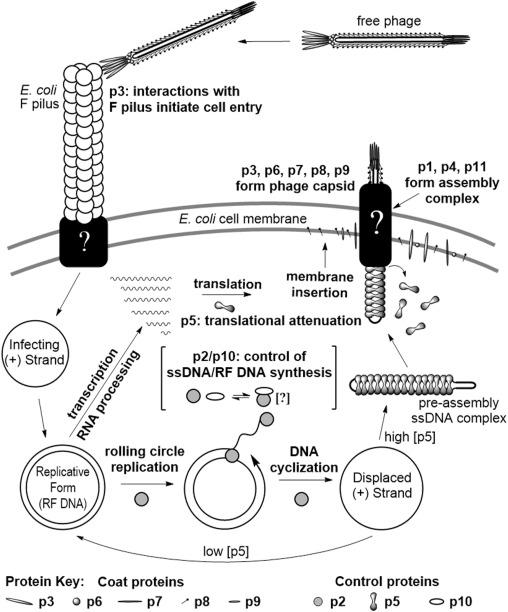 free phage
E. coli
F pilus
p3: interactions with
F pilus initiate cell entry
p3, p6, p7, p8, p9
form phage capsid
p1, p4, p11
form assembly
complex
?
E. coli cell membrane
?
membrane
insertion
translation
p5: translational attenuation
Infecting
(+) Strand
transcription
RNA processing
p2/p10: control of
ssDNA/RF DNA synthesis
[?]
pre-assembly
ssDNA complex
high [p5]
Replicative
Form
(RF DNA)
rolling circle
replication
DNA
cyclization
Displaced
(+) Strand
low [p5]
Protein Key: Coat proteins Control proteins
p3 p6 p7 p8 p9 p2 p5 p10